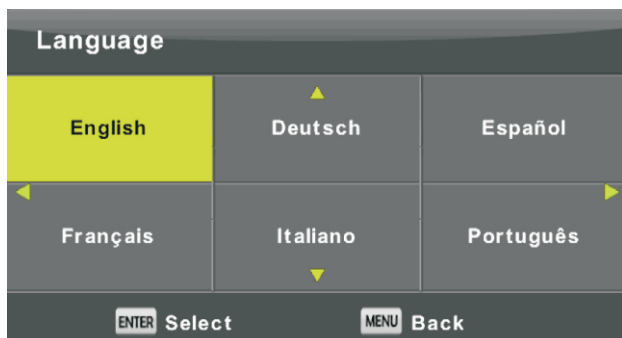 Language
English Deutsch Español
Français Italiano Português
ENTER Select MENU Back